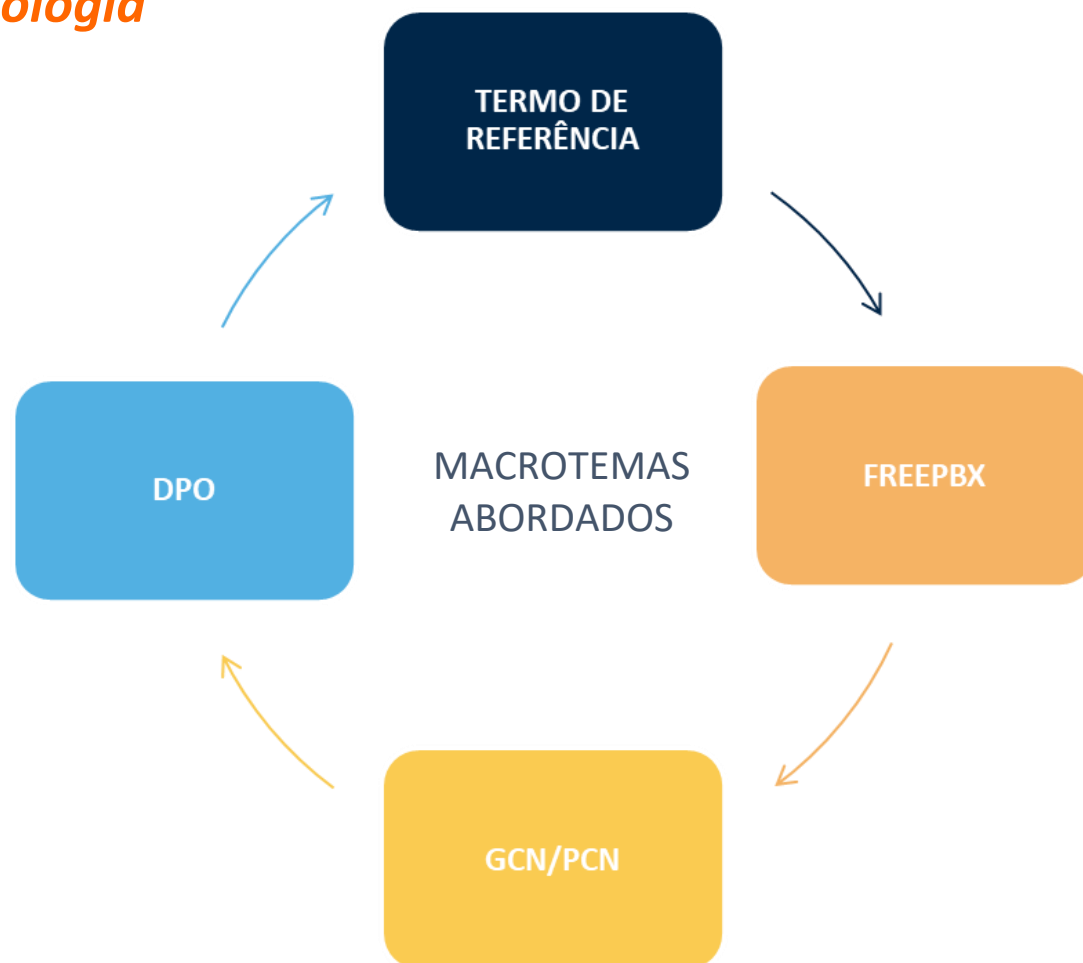 ologia
TERMO DE
REFERÊNCIA
DPO
MACROTEMAS
ABORDADOS
FREEPBX
GCN/PCN